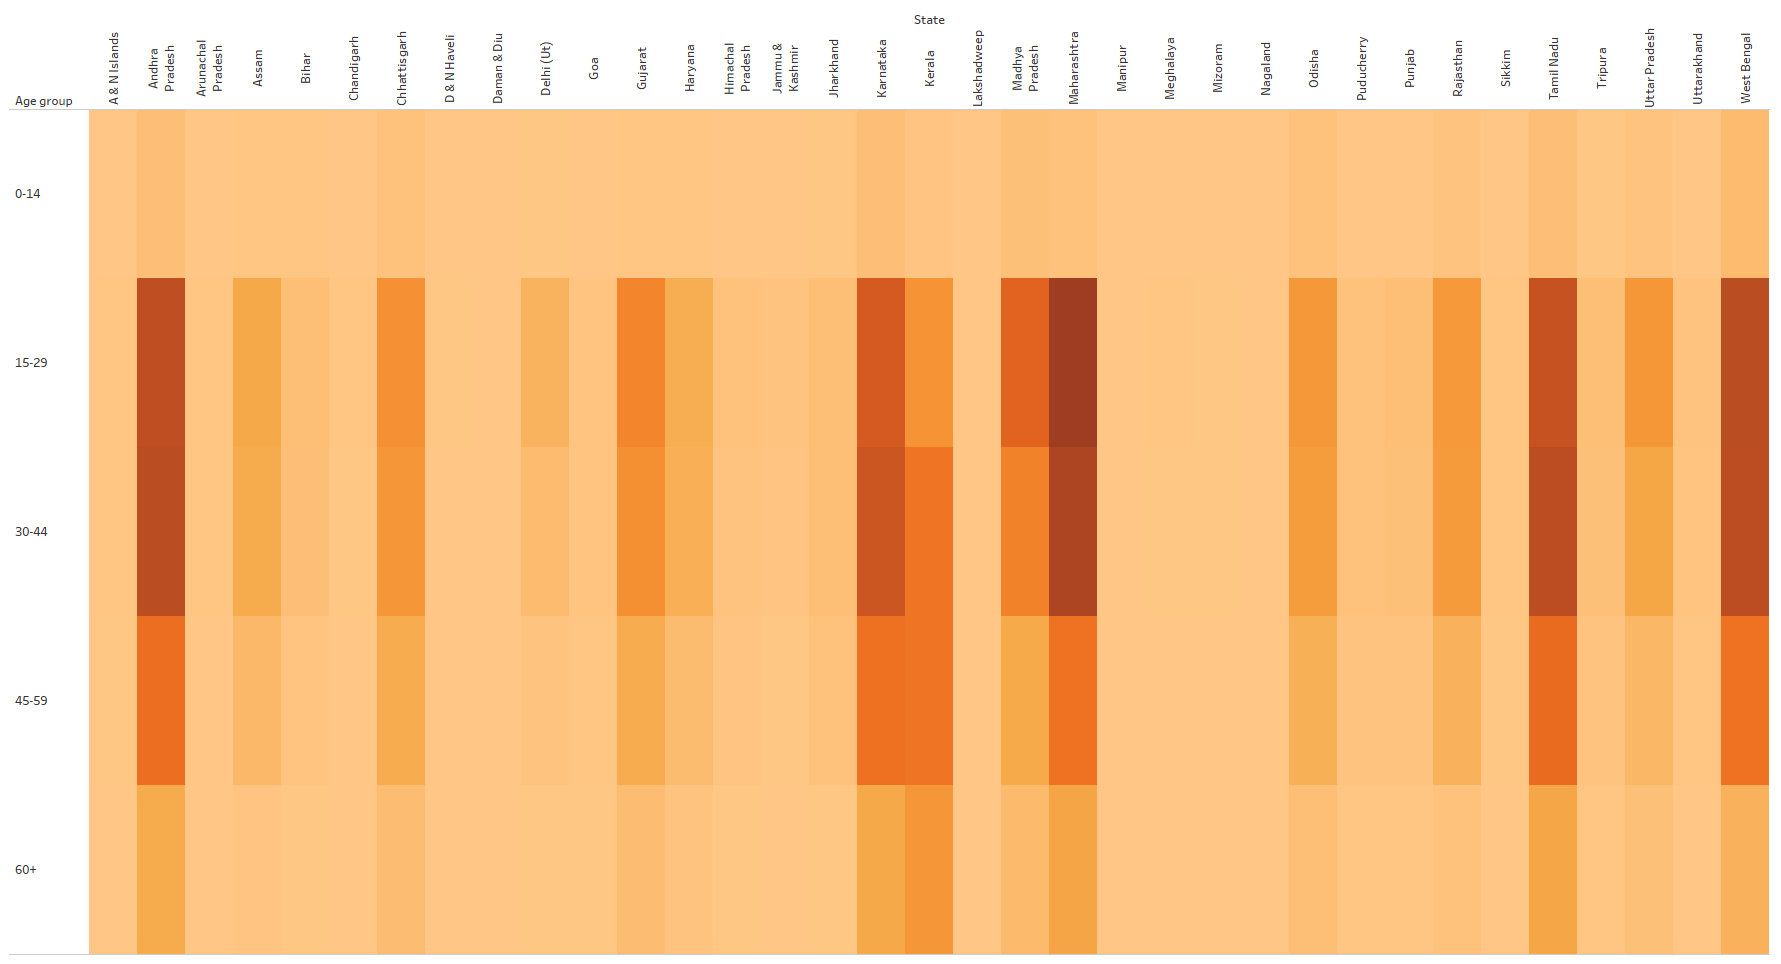 State
Age group
A & N Islands
Andhra
Pradesh
Arunachal
Pradesh
Assam
Bihar
Chandigarh
Chhattisgarh
D & N Haveli
Daman & Diu
Delhi (Ut)
Goa
Gujarat
Haryana
Himachal
Pradesh
Jammu &
Kashmir
Jharkhand
Karnataka
Kerala
Lakshadweep
Madhya
Pradesh
Maharashtra
Manipur
Meghalaya
Mizoram
Nagaland
Odisha
Puducherry
Punjab
Rajasthan
Sikkim
Tamil Nadu
Tripura
Uttar Pradesh
Uttarakhand
West Bengal
0-14
15-29
30-44
45-59
60+